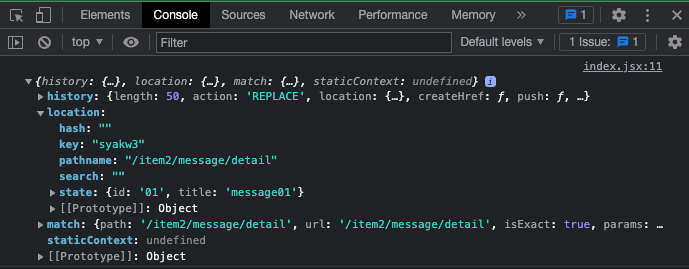 Elements Console Sources Network Performance Memory » 1
top Filter Default levels 1 Issue: 1
index.jsx:11
{history: {…}, location: {…}, match: {…}, staticContext: undefined} i
history: {length: 50, action: 'REPLACE', location: {…}, createHref: ƒ, push: ƒ, …}
location:
hash: ""
key: "syakw3"
pathname: "/item2/message/detail"
search: ""
state: {id: '01', title: 'message01'}
[[Prototype]]: Object
match: {path: '/item2/message/detail', url: '/item2/message/detail', isExact: true, params: …
staticContext: undefined
[[Prototype]]: Object